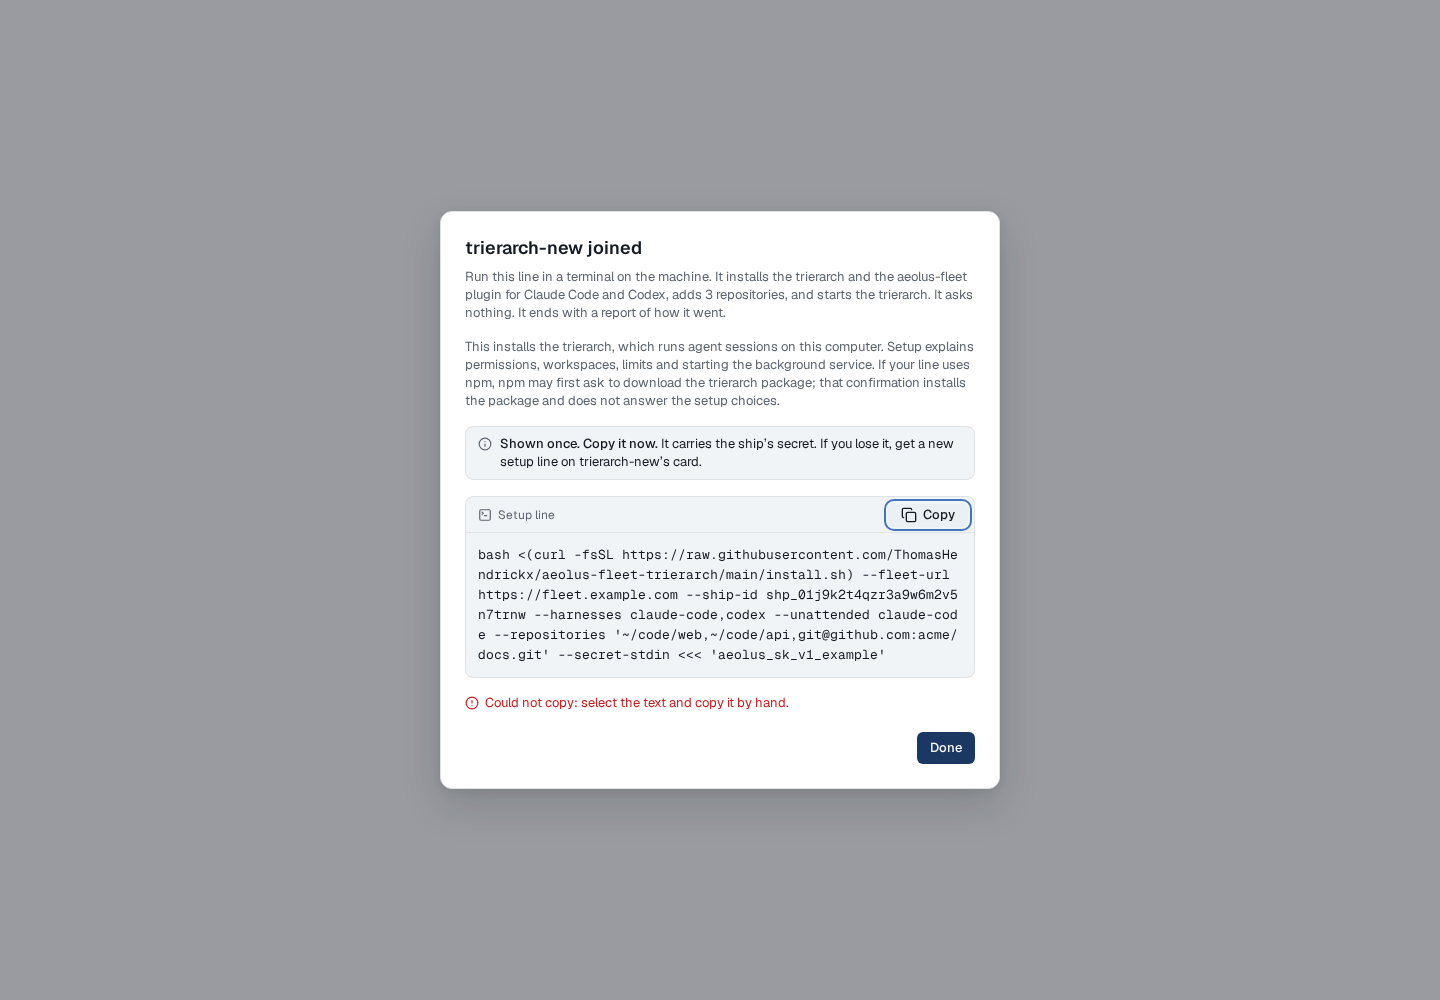 trierarch-new joined
Run this line in a terminal on the machine. It installs the trierarch and the aeolus-fleet
plugin for Claude Code and Codex, adds 3 repositories, and starts the trierarch. It asks
nothing. It ends with a report of how it went.
This installs the trierarch, which runs agent sessions on this computer. Setup explains
permissions, workspaces, limits and starting the background service. If your line uses
npm, npm may first ask to download the trierarch package; that confirmation installs
the package and does not answer the setup choices.
Shown once. Copy it now. It carries the ship’s secret. If you lose it, get a new
setup line on trierarch-new’s card.
Setup line
Copy
bash <(curl -fsSL https://raw.githubusercontent.com/ThomasHe
ndrickx/aeolus-fleet-trierarch/main/install.sh) --fleet-url
https://fleet.example.com --ship-id shp_01j9k2t4qzr3a9w6m2v5
n7trnw --harnesses claude-code,codex --unattended claude-cod
e --repositories '~/code/web,~/code/api,git@github.com:acme/
docs.git' --secret-stdin <<< 'aeolus_sk_v1_example'
Could not copy: select the text and copy it by hand.
Done